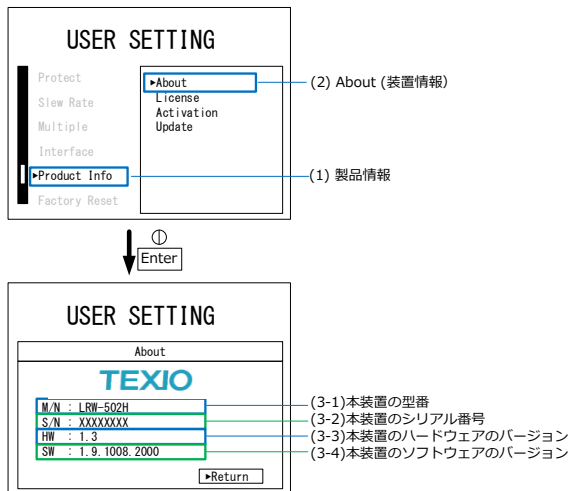 USER SETTING
Protect
Slew Rate
Multiple
Interface
▶Product Info
Factory Reset
▶About
License
Activation
Update
(2) About (装置情報)
(1) 製品情報
Enter
USER SETTING
About
TEXIO
M/N : LRW-502H
S/N : XXXXXXXX
HW : 1.3
SW : 1.9.1008.2000
▶Return
(3-1)本装置の型番
(3-2)本装置のシリアル番号
(3-3)本装置のハードウェアのバージョン
(3-4)本装置のソフトウェアのバージョン